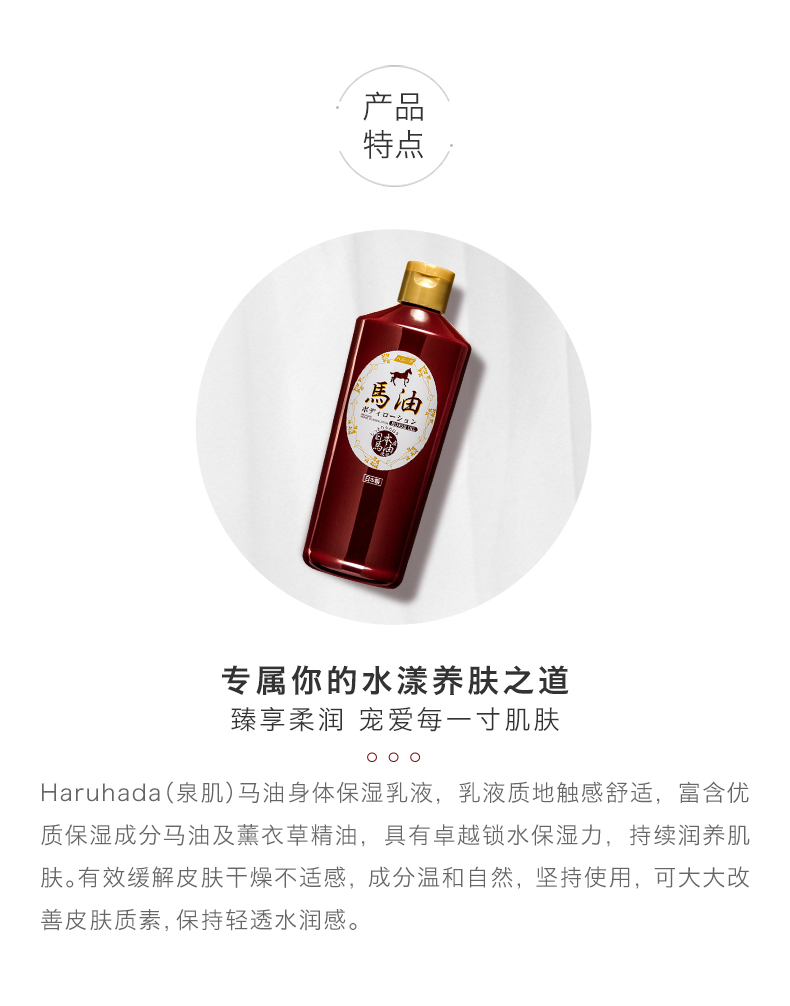 产品
特点
馬油
ボディローション
日本
馬油
日本製
专属你的水漾养肤之道
臻享柔润 宠爱每一寸肌肤
Haruhada(泉肌)马油身体保湿乳液，乳液质地触感舒适，富含优
质保湿成分马油及薰衣草精油，具有卓越锁水保湿力，持续润养肌
肤。有效缓解皮肤干燥不适感，成分温和自然，坚持使用，可大大改
善皮肤质素，保持轻透水润感。